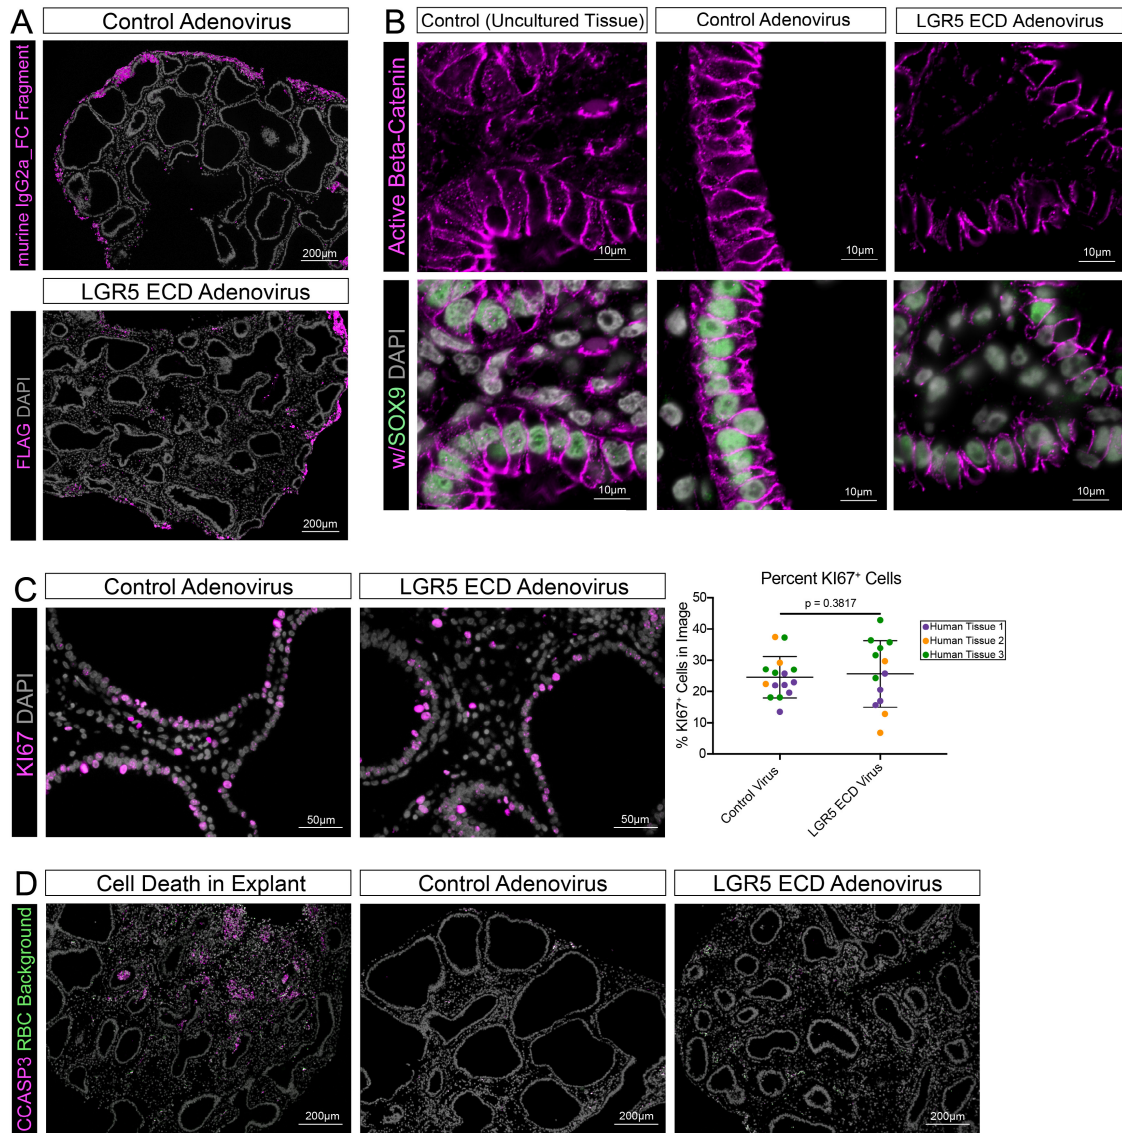 A
Control Adenovirus
murine IgG2a_FC Fragment
200µm
LGR5 ECD Adenovirus
FLAG DAPI
200µm
B
Control (Uncultured Tissue)
Control Adenovirus
LGR5 ECD Adenovirus
Active Beta-Catenin
10µm
10µm
10µm
w/SOX9 DAPI
10µm
10µm
10µm
C
Control Adenovirus
LGR5 ECD Adenovirus
KI67 DAPI
50µm
50µm
Percent KI67⁺ Cells
p = 0.3817
% KI67⁺ Cells in Image
50
40
30
20
10
0
Control Virus
LGR5 ECD Virus
Human Tissue 1
Human Tissue 2
Human Tissue 3
D
Cell Death in Explant
Control Adenovirus
LGR5 ECD Adenovirus
CCASP3 RBC Background
200µm
200µm
200µm